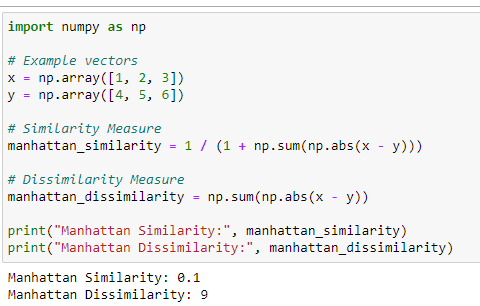 import numpy as np
# Example vectors
x = np.array([1, 2, 3])
y = np.array([4, 5, 6])
# Similarity Measure
manhattan_similarity = 1 / (1 + np.sum(np.abs(x - y)))
# Dissimilarity Measure
manhattan_dissimilarity = np.sum(np.abs(x - y))
print("Manhattan Similarity:", manhattan_similarity)
print("Manhattan Dissimilarity:", manhattan_dissimilarity)
Manhattan Similarity: 0.1
Manhattan Dissimilarity: 9